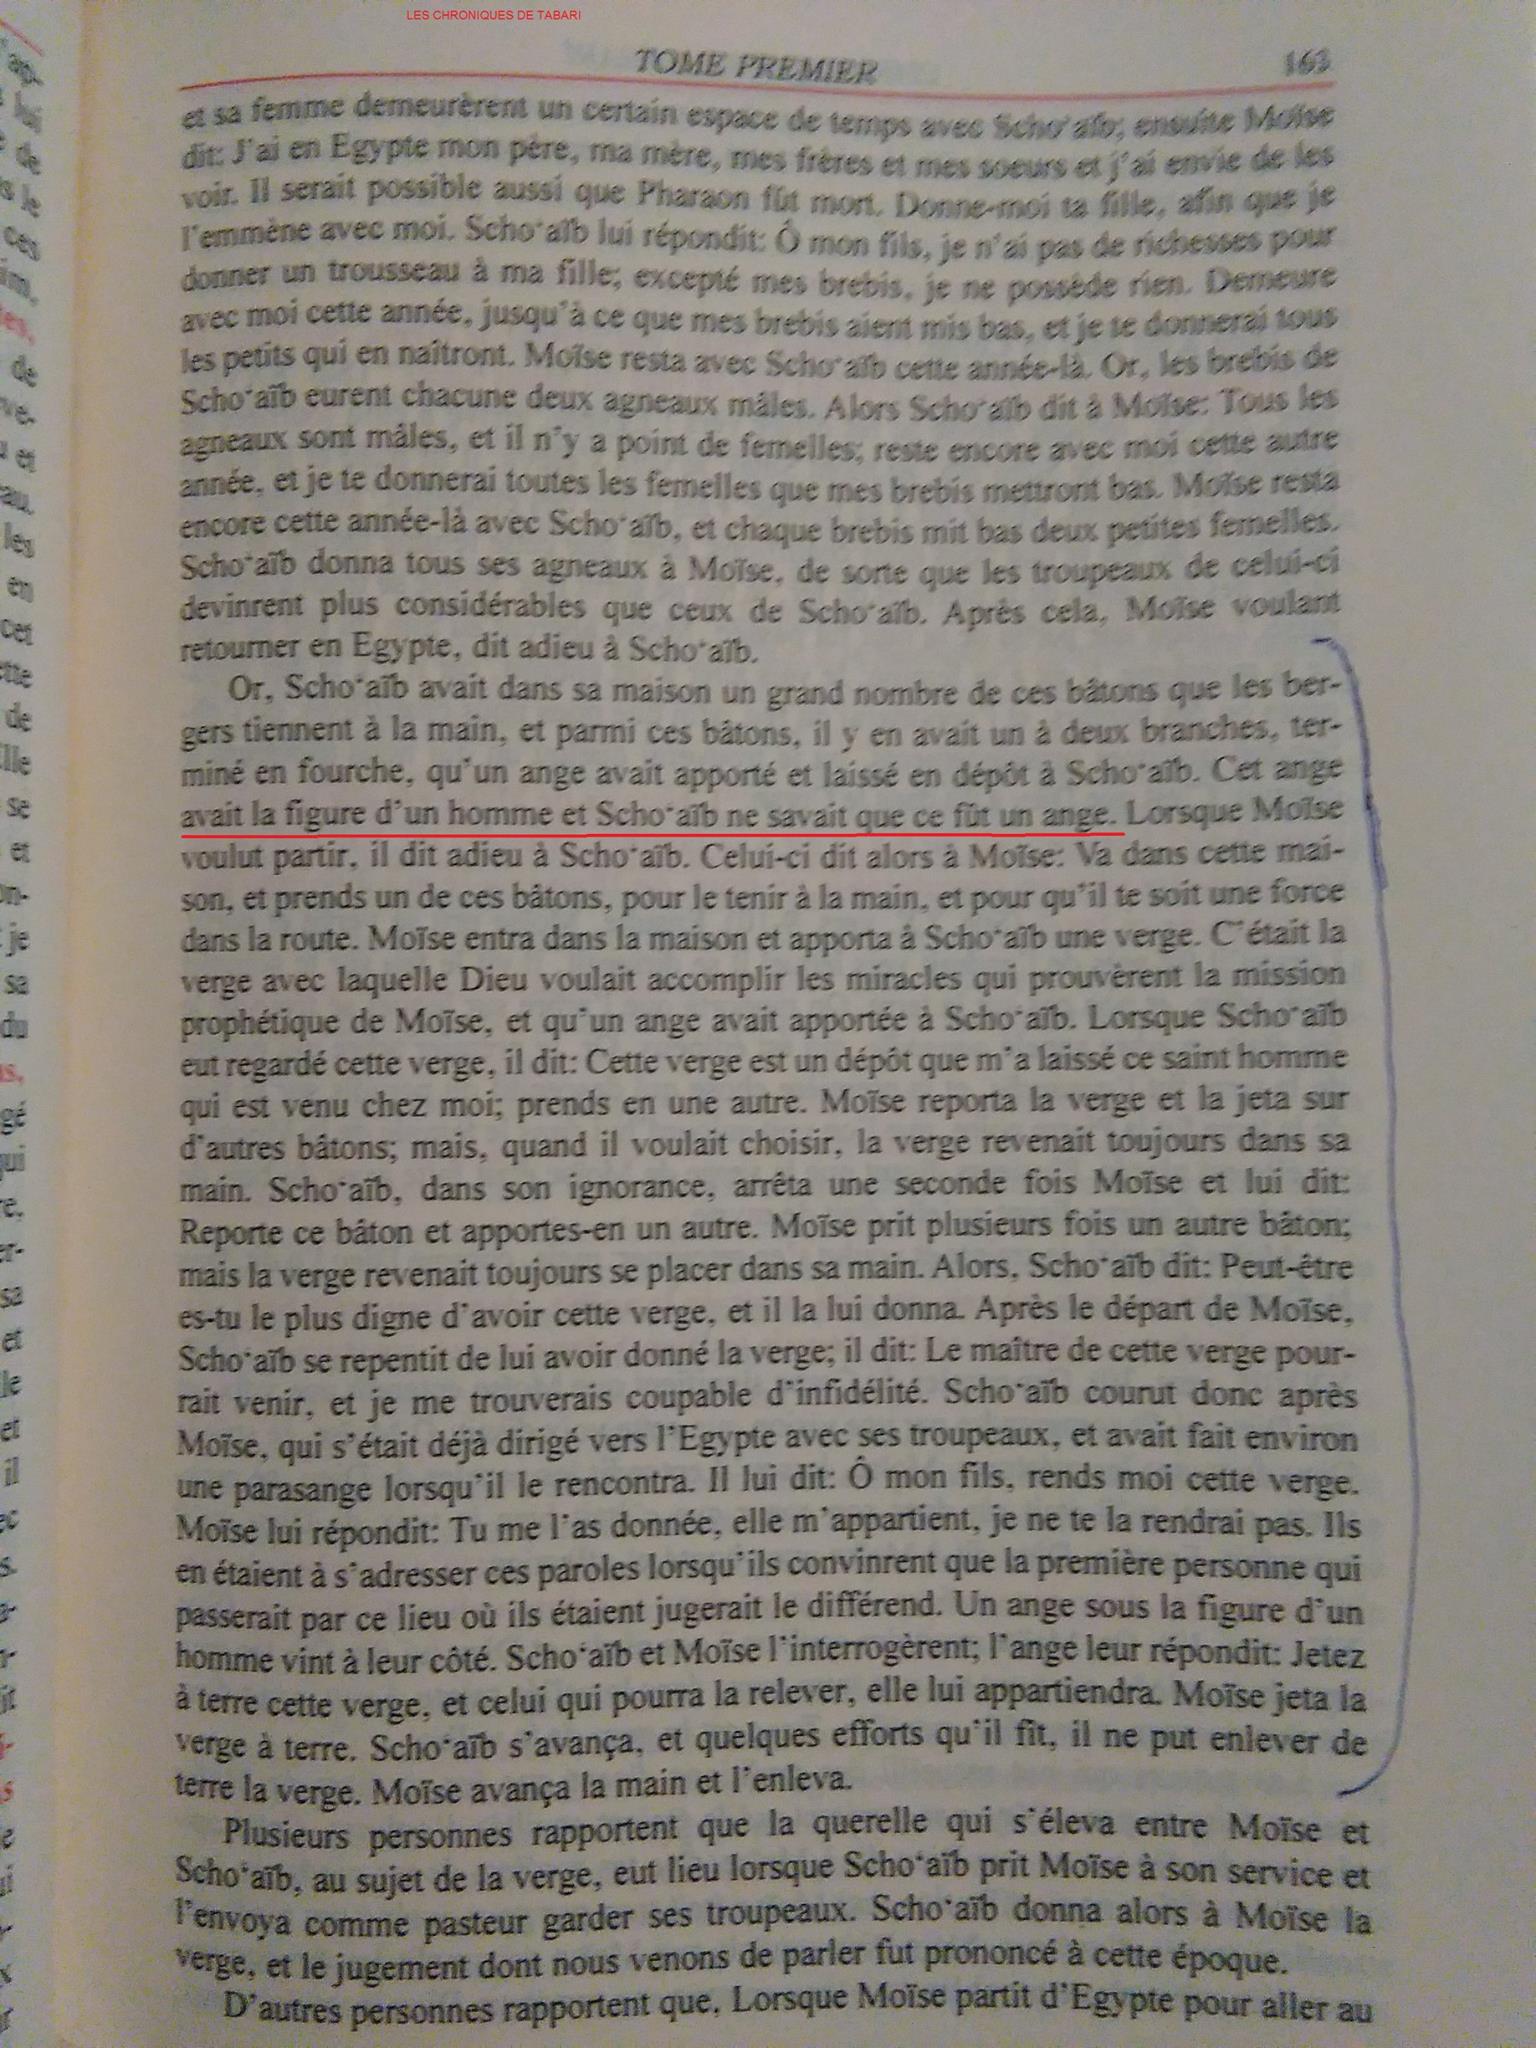 LES CHRONIQUES DE TABARI
TOME PREMIER 163
et sa femme demeurèrent un certain espace de temps avec Scho‘aïb; ensuite Moïse
dit: J’ai en Egypte mon père, ma mère, mes frères et mes soeurs et j’ai envie de les
voir. Il serait possible aussi que Pharaon fût mort. Donne-moi ta fille, afin que je
l’emmène avec moi. Scho‘aïb lui répondit: Ô mon fils, je n’ai pas de richesses pour
donner un trousseau à ma fille; excepté mes brebis, je ne possède rien. Demeure
avec moi cette année, jusqu’à ce que mes brebis aient mis bas, et je te donnerai tous
les petits qui en naîtront. Moïse resta avec Scho‘aïb cette année-là. Or, les brebis de
Scho‘aïb eurent chacune deux agneaux mâles. Alors Scho‘aïb dit à Moïse: Tous les
agneaux sont mâles, et il n’y a point de femelles; reste encore avec moi cette autre
année, et je te donnerai toutes les femelles que mes brebis mettront bas. Moïse resta
encore cette année-là avec Scho‘aïb, et chaque brebis mit bas deux petites femelles.
Scho‘aïb donna tous ses agneaux à Moïse, de sorte que les troupeaux de celui-ci
devinrent plus considérables que ceux de Scho‘aïb. Après cela, Moïse voulant
retourner en Egypte, dit adieu à Scho‘aïb.
Or, Scho‘aïb avait dans sa maison un grand nombre de ces bâtons que les ber-
gers tiennent à la main, et parmi ces bâtons, il y en avait un à deux branches, ter-
miné en fourche, qu’un ange avait apporté et laissé en dépôt à Scho‘aïb. Cet ange
avait la figure d’un homme et Scho‘aïb ne savait que ce fût un ange. Lorsque Moïse
voulut partir, il dit adieu à Scho‘aïb. Celui-ci dit alors à Moïse: Va dans cette mai-
son, et prends un de ces bâtons, pour le tenir à la main, et pour qu’il te soit une force
dans la route. Moïse entra dans la maison et apporta à Scho‘aïb une verge. C’était la
verge avec laquelle Dieu voulait accomplir les miracles qui prouvèrent la mission
prophétique de Moïse, et qu’un ange avait apportée à Scho‘aïb. Lorsque Scho‘aïb
eut regardé cette verge, il dit: Cette verge est un dépôt que m’a laissé ce saint homme
qui est venu chez moi; prends en une autre. Moïse reporta la verge et la jeta sur
d’autres bâtons; mais, quand il voulait choisir, la verge revenait toujours dans sa
main. Scho‘aïb, dans son ignorance, arrêta une seconde fois Moïse et lui dit:
Reporte ce bâton et apportes-en un autre. Moïse prit plusieurs fois un autre bâton;
mais la verge revenait toujours se placer dans sa main. Alors, Scho‘aïb dit: Peut-être
es-tu le plus digne d’avoir cette verge, et il la lui donna. Après le départ de Moïse,
Scho‘aïb se repentit de lui avoir donné la verge; il dit: Le maître de cette verge pour-
rait venir, et je me trouverais coupable d’infidélité. Scho‘aïb courut donc après
Moïse, qui s’était déjà dirigé vers l’Egypte avec ses troupeaux, et avait fait environ
une parasange lorsqu’il le rencontra. Il lui dit: Ô mon fils, rends moi cette verge.
Moïse lui répondit: Tu me l’as donnée, elle m’appartient, je ne te la rendrai pas. Ils
en étaient à s’adresser ces paroles lorsqu’ils convinrent que la première personne qui
passerait par ce lieu où ils étaient jugerait le différend. Un ange sous la figure d’un
homme vint à leur côté. Scho‘aïb et Moïse l’interrogèrent; l’ange leur répondit: Jetez
à terre cette verge, et celui qui pourra la relever, elle lui appartiendra. Moïse jeta la
verge à terre. Scho‘aïb s’avança, et quelques efforts qu’il fît, il ne put enlever de
terre la verge. Moïse avança la main et l’enleva.
Plusieurs personnes rapportent que la querelle qui s’éleva entre Moïse et
Scho‘aïb, au sujet de la verge, eut lieu lorsque Scho‘aïb prit Moïse à son service et
l’envoya comme pasteur garder ses troupeaux. Scho‘aïb donna alors à Moïse la
verge, et le jugement dont nous venons de parler fut prononcé à cette époque.
D’autres personnes rapportent que, Lorsque Moïse partit d’Egypte pour aller au